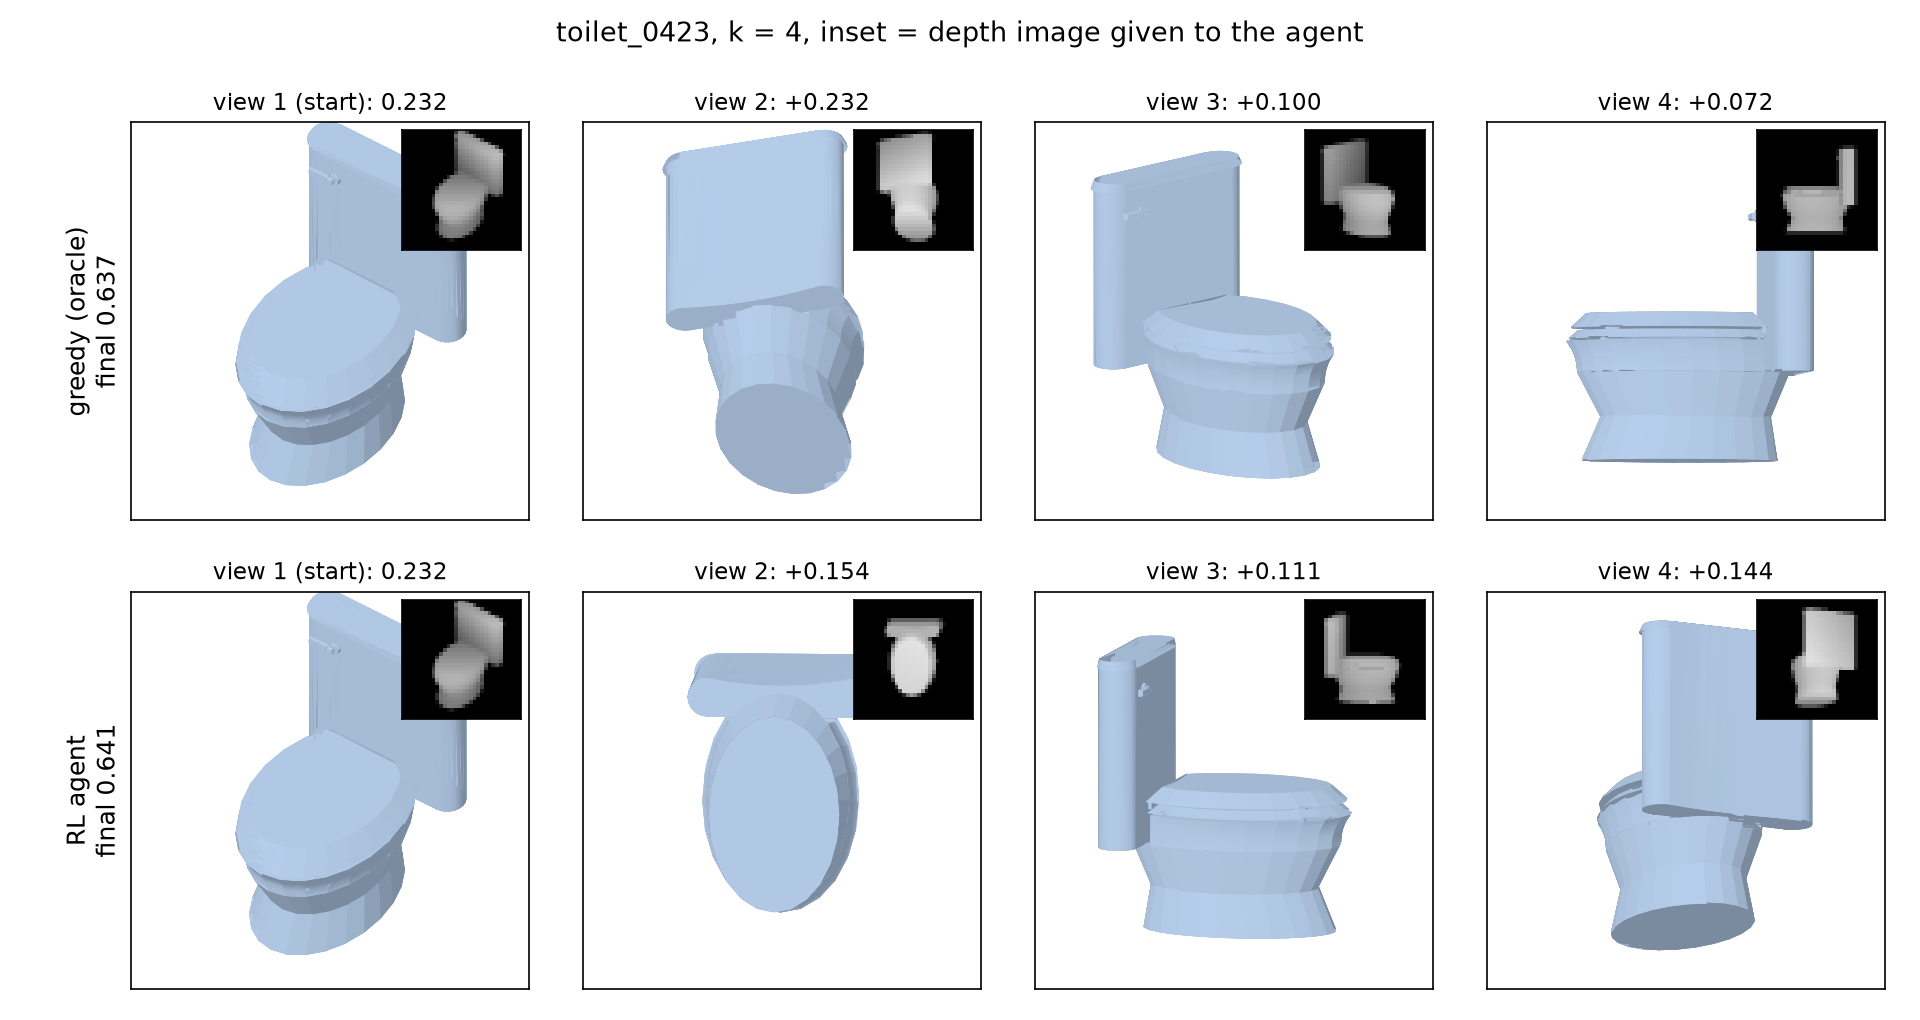 toilet_0423, k = 4, inset = depth image given to the agent
greedy (oracle)
final 0.637
view 1 (start): 0.232
view 2: +0.232
view 3: +0.100
view 4: +0.072
RL agent
final 0.641
view 1 (start): 0.232
view 2: +0.154
view 3: +0.111
view 4: +0.144